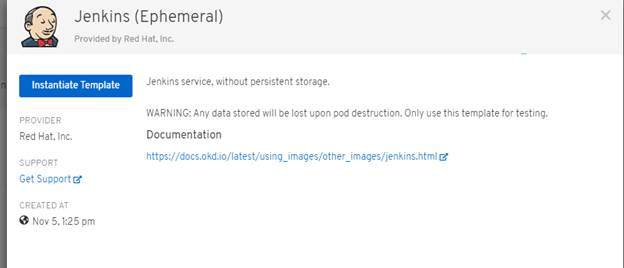 Jenkins (Ephemeral)
Provided by Red Hat, Inc.
Instantiate Template
Jenkins service, without persistent storage.
WARNING: Any data stored will be lost upon pod destruction. Only use this template for testing.
PROVIDER
Red Hat, Inc.
Documentation
https://docs.okd.io/latest/using_images/other_images/jenkins.html
SUPPORT
Get Support
CREATED AT
Nov 5, 1:25 pm